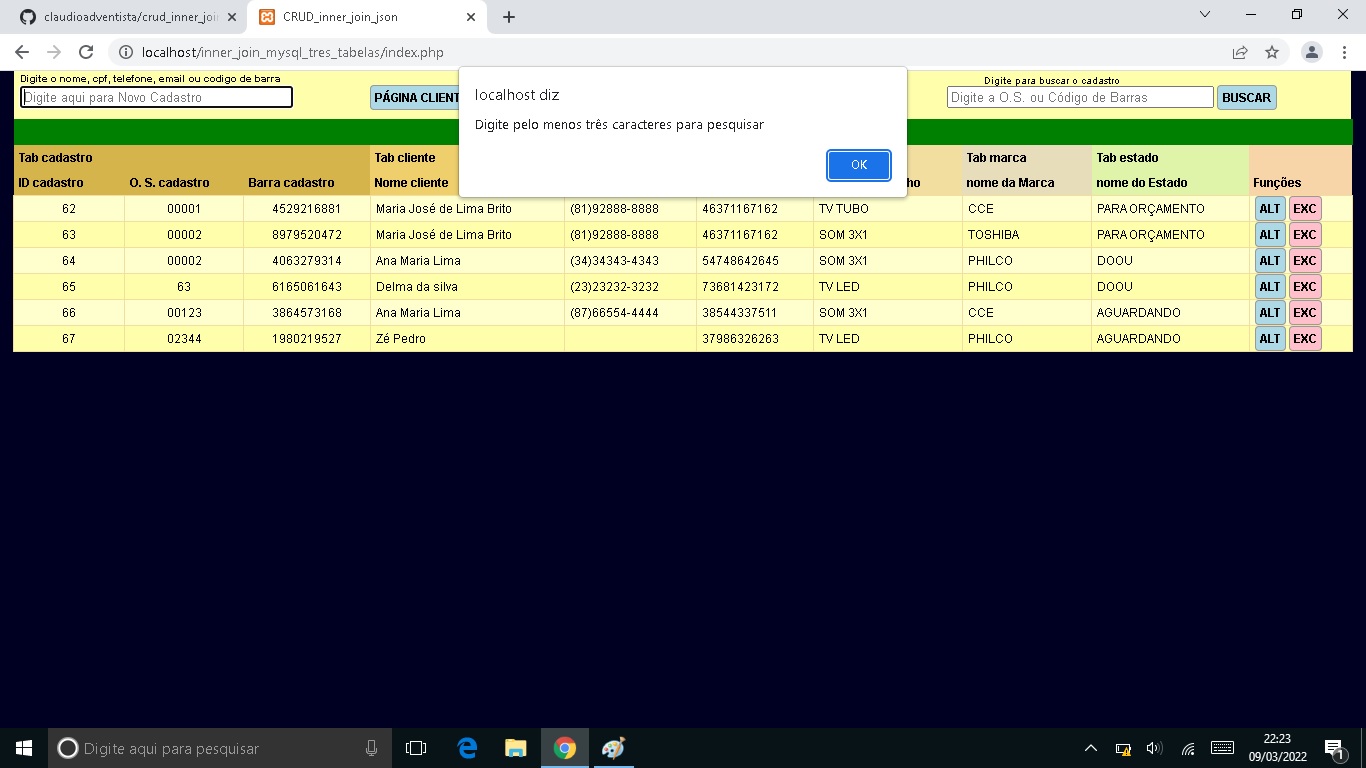 claudioadventista/crud_inner_joi
CRUD_inner_join_json
localhost/inner_join_mysql_tres_tabelas/index.php
Digite o nome, cpf, telefone, email ou codigo de barra
Digite para buscar o cadastro
Digite aqui para Novo Cadastro
PÁGINA CLIENT
Digite a O.S. ou Código de Barras
BUSCAR
localhost diz
Digite pelo menos três caracteres para pesquisar
OK
Tab cadastro Tab cliente Tab marca Tab estado
ID cadastro O. S. cadastro Barra cadastro Nome cliente ho nome da Marca nome do Estado Funções
62 00001 4529216881 Maria José de Lima Brito (81)92888-8888 46371167162 TV TUBO CCE PARA ORÇAMENTO ALT EXC
63 00002 8979520472 Maria José de Lima Brito (81)92888-8888 46371167162 SOM 3X1 TOSHIBA PARA ORÇAMENTO ALT EXC
64 00002 4063279314 Ana Maria Lima (34)34343-4343 54748642645 SOM 3X1 PHILCO DOOU ALT EXC
65 63 6165061643 Delma da silva (23)23232-3232 73681423172 TV LED PHILCO DOOU ALT EXC
66 00123 3864573168 Ana Maria Lima (87)66554-4444 38544337511 SOM 3X1 CCE AGUARDANDO ALT EXC
67 02344 1980219527 Zé Pedro 37986326263 TV LED PHILCO AGUARDANDO ALT EXC
Digite aqui para pesquisar
22:23
09/03/2022
1